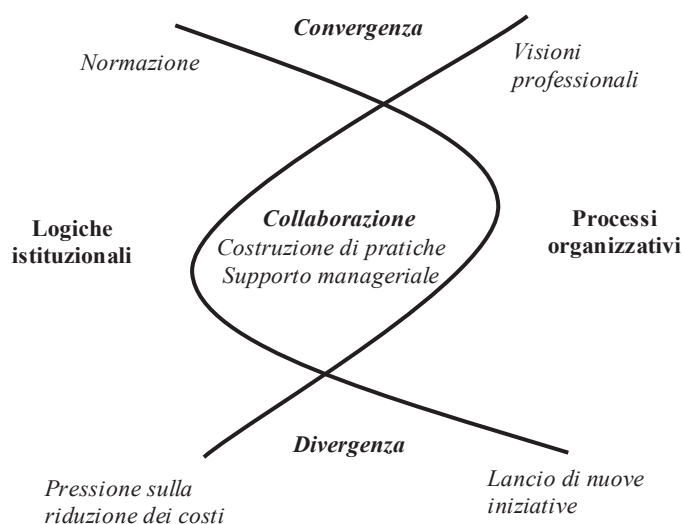 Convergenza
Normazione
Visioni
professionali
Logiche
istituzionali
Collaborazione
Costruzione di pratiche
Supporto manageriale
Processi
organizzativi
Divergenza
Pressione sulla
riduzione dei costi
Lancio di nuove
iniziative